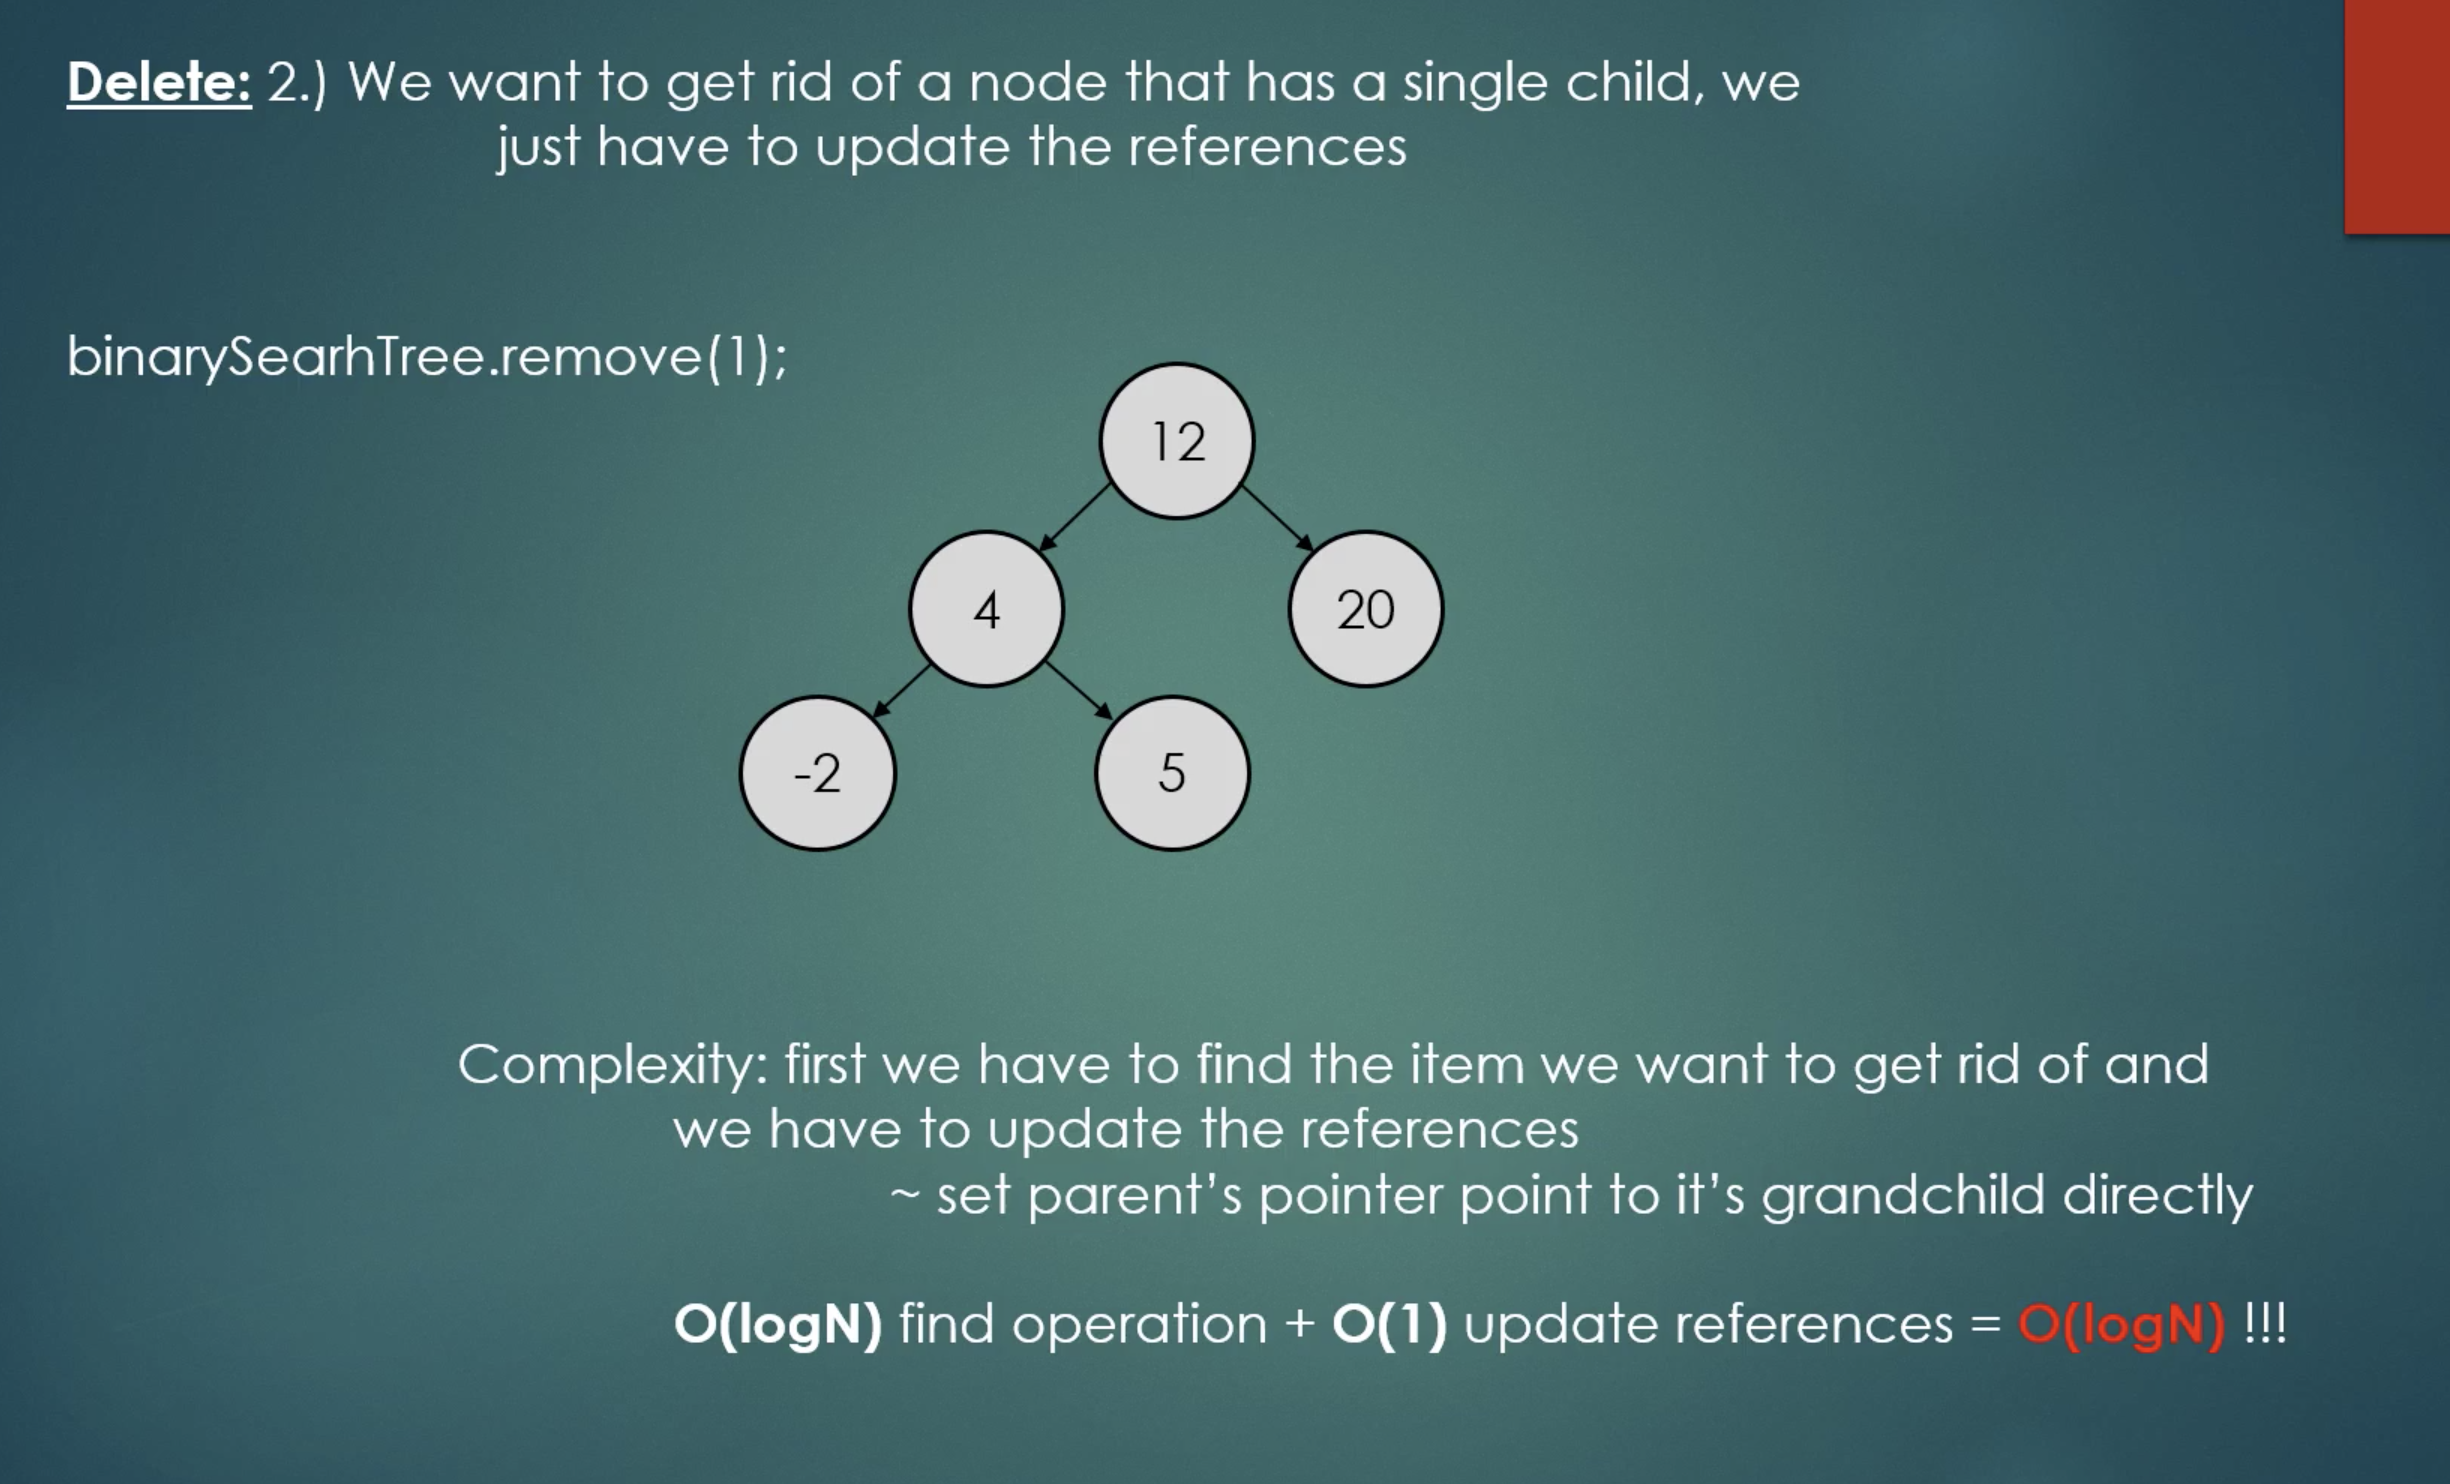 Delete: 2.) We want to get rid of a node that has a single child, we
just have to update the references
binarySearhTree.remove(1);
12
4
20
-2
5
Complexity: first we have to find the item we want to get rid of and
we have to update the references
~ set parent’s pointer point to it’s grandchild directly
O(logN) find operation + O(1) update references = O(logN) !!!